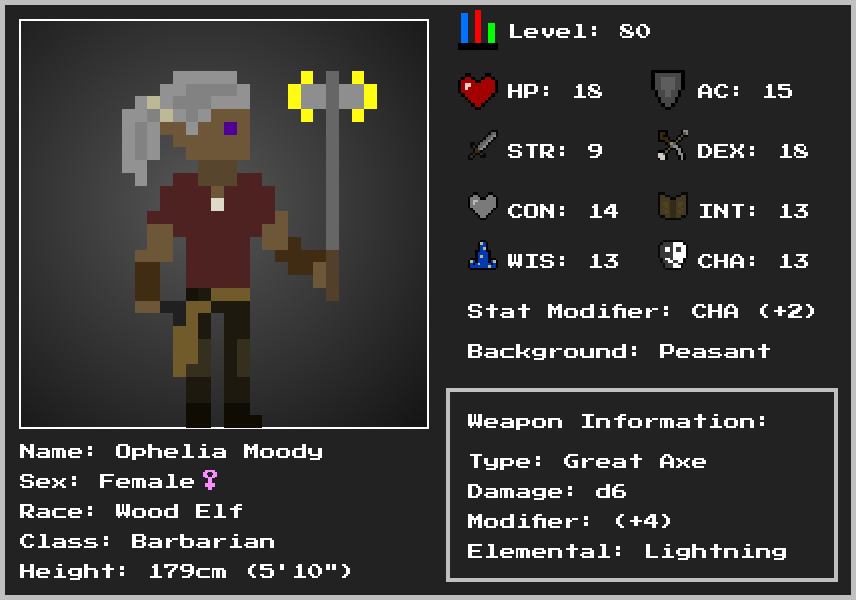 Level: 80
HP: 18
AC: 15
STR: 9
DEX: 18
CON: 14
INT: 13
WIS: 13
CHA: 13
Stat Modifier: CHA (+2)
Background: Peasant
Weapon Information:
Type: Great Axe
Damage: d6
Modifier: (+4)
Elemental: Lightning
Name: Ophelia Moody
Sex: Female♀
Race: Wood Elf
Class: Barbarian
Height: 179cm (5'10")